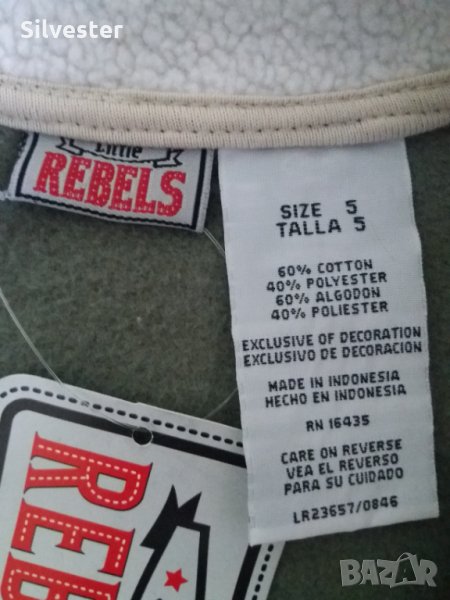 Silvester
Little
REBELS
SIZE 5
TALLA 5
60% COTTON
40% POLYESTER
60% ALGODON
40% POLIESTER
EXCLUSIVE OF DECORATION
EXCLUSIVO DE DECORACION
MADE IN INDONESIA
HECHO EN INDONESIA
RN 16435
CARE ON REVERSE
VEA EL REVERSO
PARA SU CUIDADO
LR23657/0846
REB
BAZAR